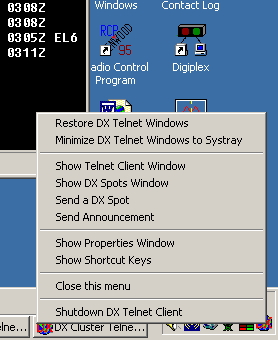 0308Z
0308Z
0305Z EL6
0311Z
Windows
Contact Log
RCP
95
adio Control
Program
Digiplex
Restore DX Telnet Windows
Minimize DX Telnet Windows to Systray
Show Telnet Client Window
Show DX Spots Window
Send a DX Spot
Send Announcement
Show Properties Window
Show Shortcut Keys
Close this menu
Shutdown DX Telnet Client
elne...
DX Cluster Telne...